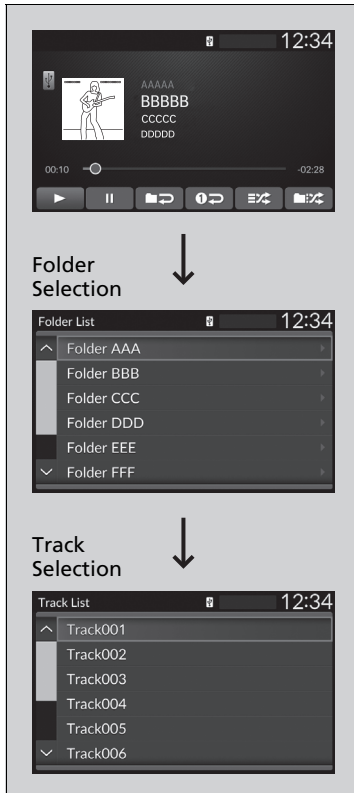 12:34
AAAAA
BBBBB
CCCCC
DDDDD
00:10 -02:28
1
Folder
Selection
Folder List 12:34
Folder AAA
Folder BBB
Folder CCC
Folder DDD
Folder EEE
Folder FFF
Track
Selection
Track List 12:34
Track001
Track002
Track003
Track004
Track005
Track006